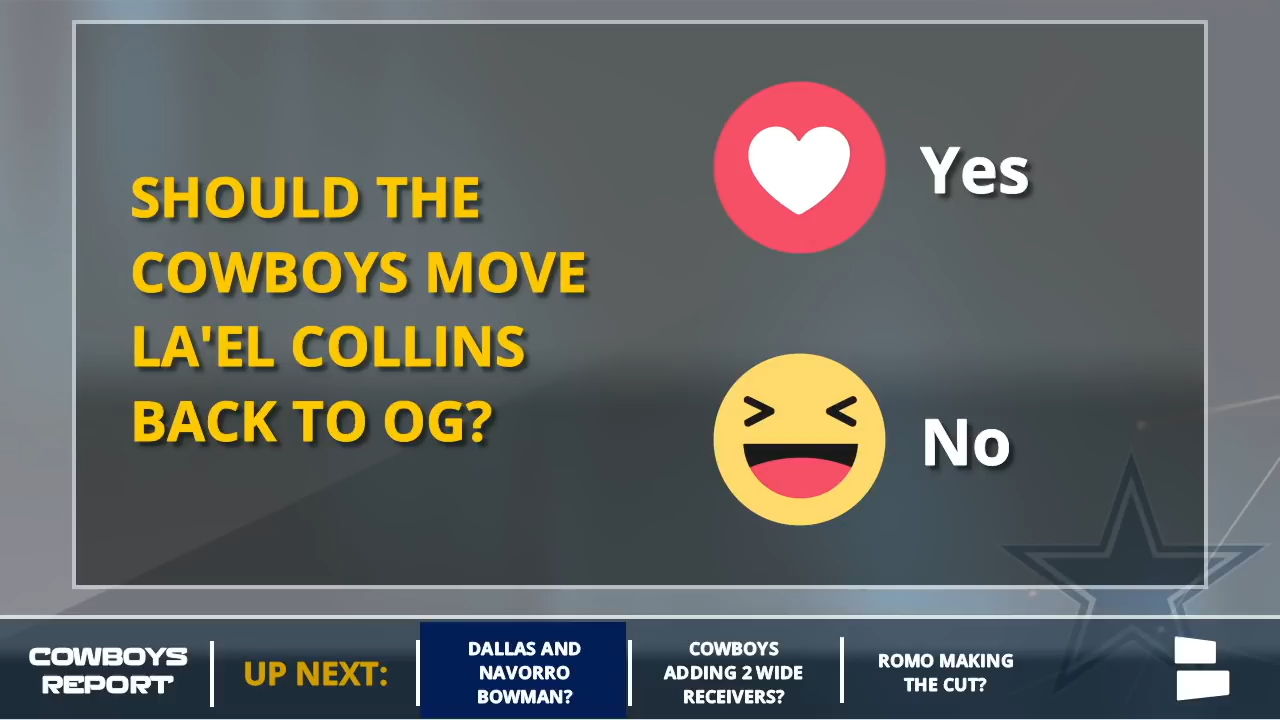 SHOULD THE
COWBOYS MOVE
LA'EL COLLINS
BACK TO OG?
Yes
No
COWBOYS
REPORT
UP NEXT:
DALLAS AND
NAVORRO
BOWMAN?
COWBOYS
ADDING 2 WIDE
RECEIVERS?
ROMO MAKING
THE CUT?